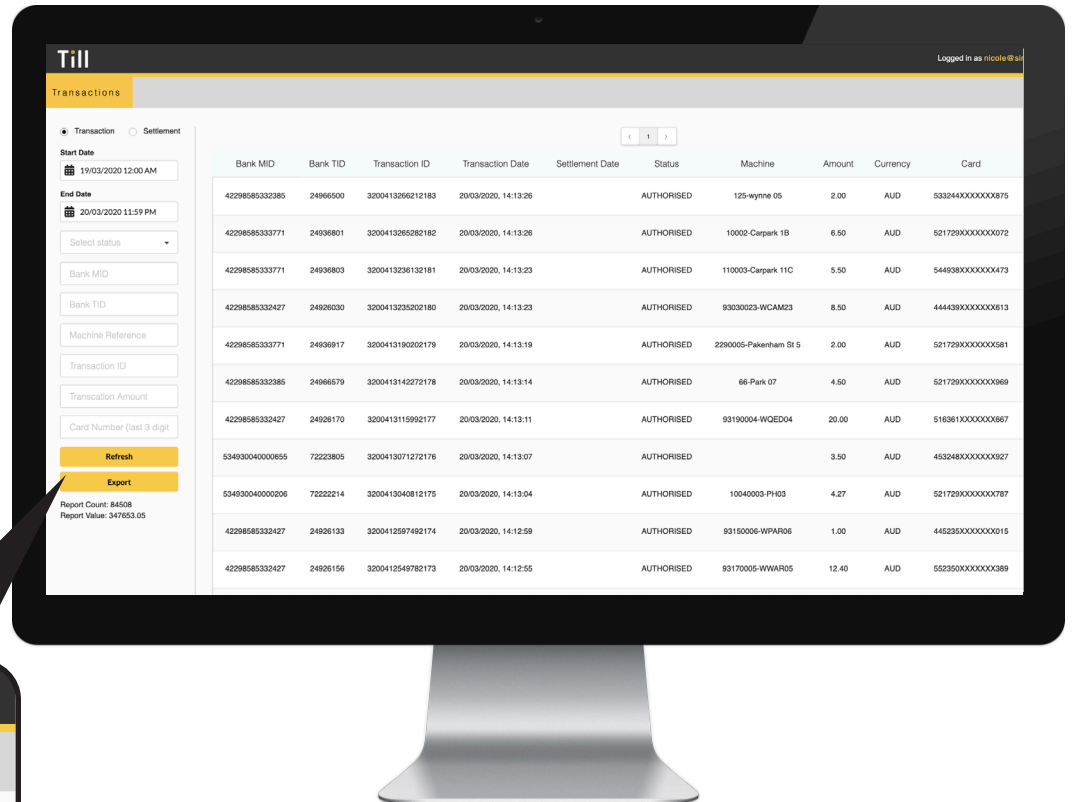 Till
Logged in as nicole@sin
Transactions
Transaction Settlement
Start Date
19/03/2020 12:00 AM
End Date
20/03/2020 11:59 PM
Select status
Bank MID
Bank TID
Machine Reference
Transaction ID
Transcation Amount
Card Number (last 3 digit
Refresh
Export
Report Count: 84508
Report Value: 347653.05
‹ 1 ›
Bank MID Bank TID Transaction ID Transaction Date Settlement Date Status Machine Amount Currency Card
42298585332385 24966500 3200413266212183 20/03/2020, 14:13:26 AUTHORISED 125-wynne 05 2.00 AUD 533244XXXXXXX875
42298585333771 24936801 3200413265282182 20/03/2020, 14:13:26 AUTHORISED 10002-Carpark 1B 6.50 AUD 521729XXXXXXX072
42298585333771 24936803 3200413236132181 20/03/2020, 14:13:23 AUTHORISED 110003-Carpark 11C 5.50 AUD 544938XXXXXXX473
42298585332427 24926030 3200413235202180 20/03/2020, 14:13:23 AUTHORISED 93030023-WCAM23 8.50 AUD 444439XXXXXXX613
42298585333771 24936917 3200413190202179 20/03/2020, 14:13:19 AUTHORISED 2290005-Pakenham St 5 2.00 AUD 521729XXXXXXX581
42298585332385 24966579 3200413142272178 20/03/2020, 14:13:14 AUTHORISED 66-Park 07 4.50 AUD 521729XXXXXXX969
42298585332427 24926170 3200413115992177 20/03/2020, 14:13:11 AUTHORISED 93190004-WQED04 20.00 AUD 516361XXXXXXX667
534930040000655 72223805 3200413071272176 20/03/2020, 14:13:07 AUTHORISED 3.50 AUD 453248XXXXXXX927
534930040000206 72222214 3200413040812175 20/03/2020, 14:13:04 AUTHORISED 10040003-PH03 4.27 AUD 521729XXXXXXX787
42298585332427 24926133 3200412597492174 20/03/2020, 14:12:59 AUTHORISED 93150006-WPAR06 1.00 AUD 445235XXXXXXX015
42298585332427 24926156 3200412549782173 20/03/2020, 14:12:55 AUTHORISED 93170005-WWAR05 12.40 AUD 552350XXXXXXX389